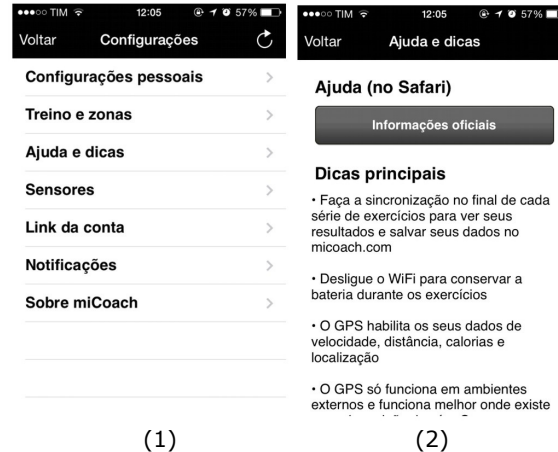 TIM 12:05 57%
Voltar Configurações
Configurações pessoais
Treino e zonas
Ajuda e dicas
Sensores
Link da conta
Notificações
Sobre miCoach
(1)
TIM 12:05 57%
Voltar Ajuda e dicas
Ajuda (no Safari)
Informações oficiais
Dicas principais
• Faça a sincronização no final de cada
série de exercícios para ver seus
resultados e salvar seus dados no
micoach.com
• Desligue o WiFi para conservar a
bateria durante os exercícios
• O GPS habilita os seus dados de
velocidade, distância, calorias e
localização
• O GPS só funciona em ambientes
externos e funciona melhor onde existe
(2)